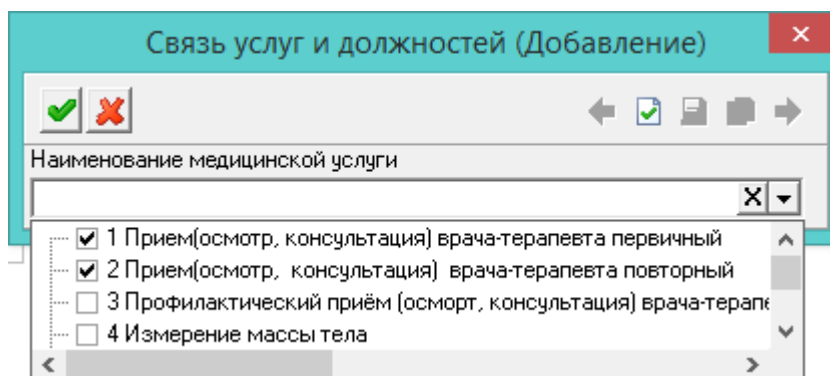 Связь услуг и должностей (Добавление)
Наименование медицинской услуги
1 Прием(осмотр, консультация) врача-терапевта первичный
2 Прием(осмотр, консультация) врача-терапевта повторный
3 Профилактический приём (осморт, консультация) врача-терапе
4 Измерение массы тела